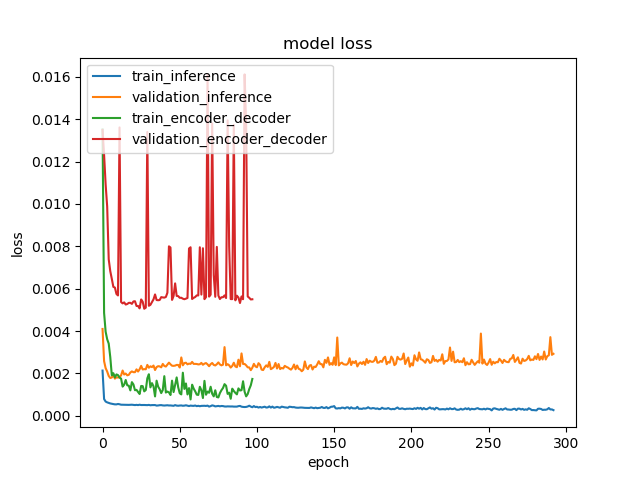 model loss
train_inference
validation_inference
train_encoder_decoder
validation_encoder_decoder
0.016
0.014
0.012
0.010
0.008
0.006
0.004
0.002
0.000
loss
0 50 100 150 200 250 300
epoch